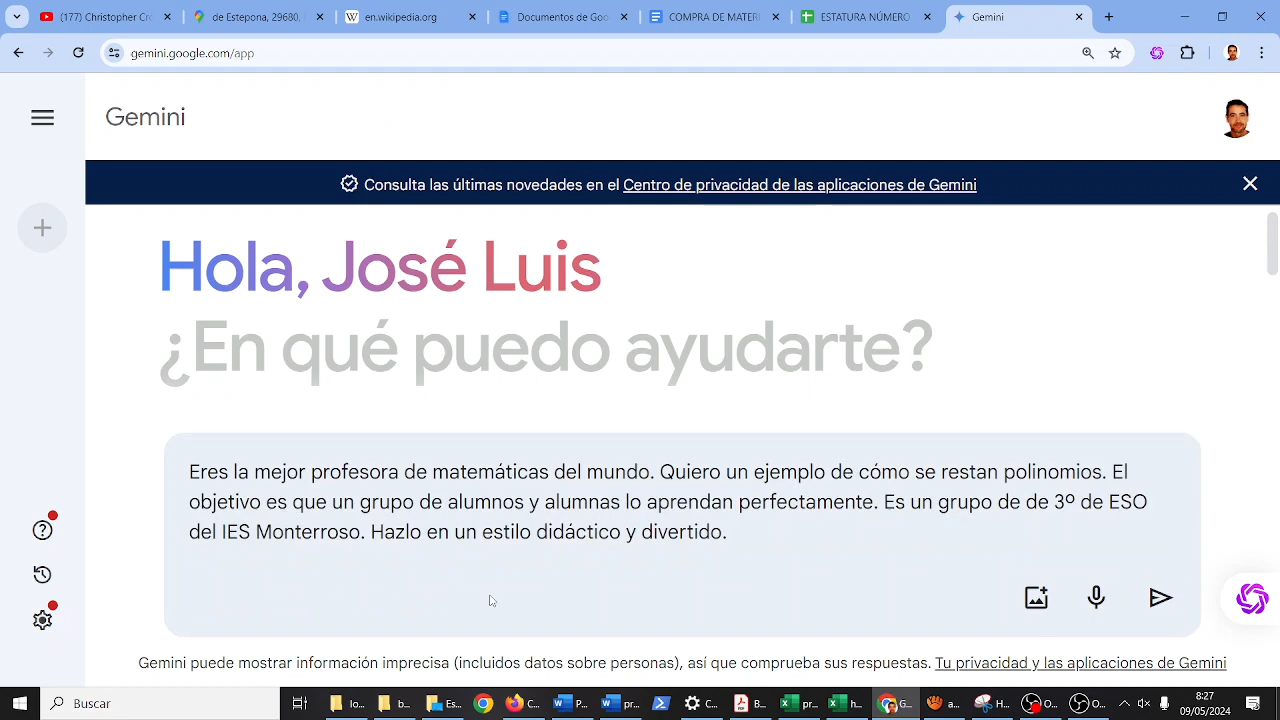 (177) Christopher Cro
de Estepona, 29680,
en.wikipedia.org
Documentos de Goo
COMPRA DE MATRI
ESTATURA NÚMERO
Gemini
gemini.google.com/app
Gemini
Consulta las últimas novedades en el Centro de privacidad de las aplicaciones de Gemini
Hola, José Luis
¿En qué puedo ayudarte?
Eres la mejor profesora de matemáticas del mundo. Quiero un ejemplo de cómo se restan polinomios. El
objetivo es que un grupo de alumnos y alumnas lo aprendan perfectamente. Es un grupo de de 3º de ESO
del IES Monterroso. Hazlo en un estilo didáctico y divertido.
Gemini puede mostrar información imprecisa (incluidos datos sobre personas), así que comprueba sus respuestas. Tu privacidad y las aplicaciones de Gemini
Buscar
8:27
09/05/2024